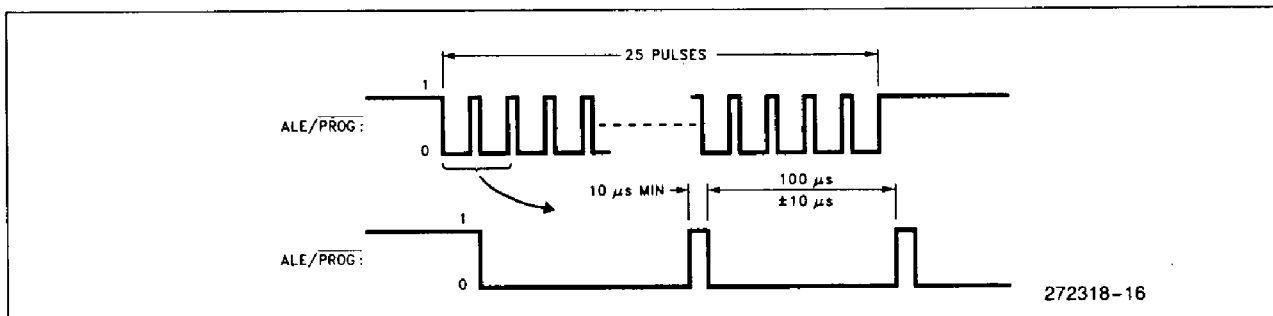 25 PULSES
1
ALE/PROG:
0
10 µs MIN
100 µs
±10 µs
1
ALE/PROG:
0
272318-16